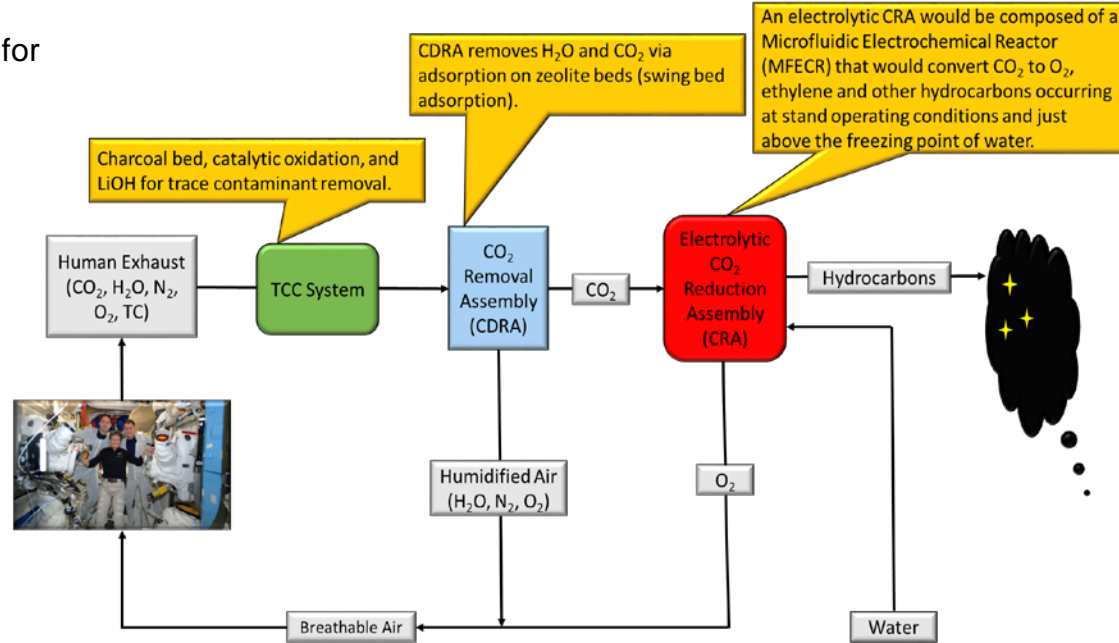 for
CDRA removes H₂O and CO₂ via
adsorption on zeolite beds (swing bed
adsorption).
An electrolytic CRA would be composed of a
Microfluidic Electrochemical Reactor
(MFECR) that would convert CO₂ to O₂,
ethylene and other hydrocarbons occurring
at stand operating conditions and just
above the freezing point of water.
Charcoal bed, catalytic oxidation, and
LiOH for trace contaminant removal.
Human Exhaust
(CO₂, H₂O, N₂,
O₂, TC)
TCC System
CO₂
Removal
Assembly
(CDRA)
CO₂
Electrolytic
CO₂
Reduction
Assembly
(CRA)
Hydrocarbons
Humidified Air
(H₂O, N₂, O₂)
O₂
Breathable Air
Water